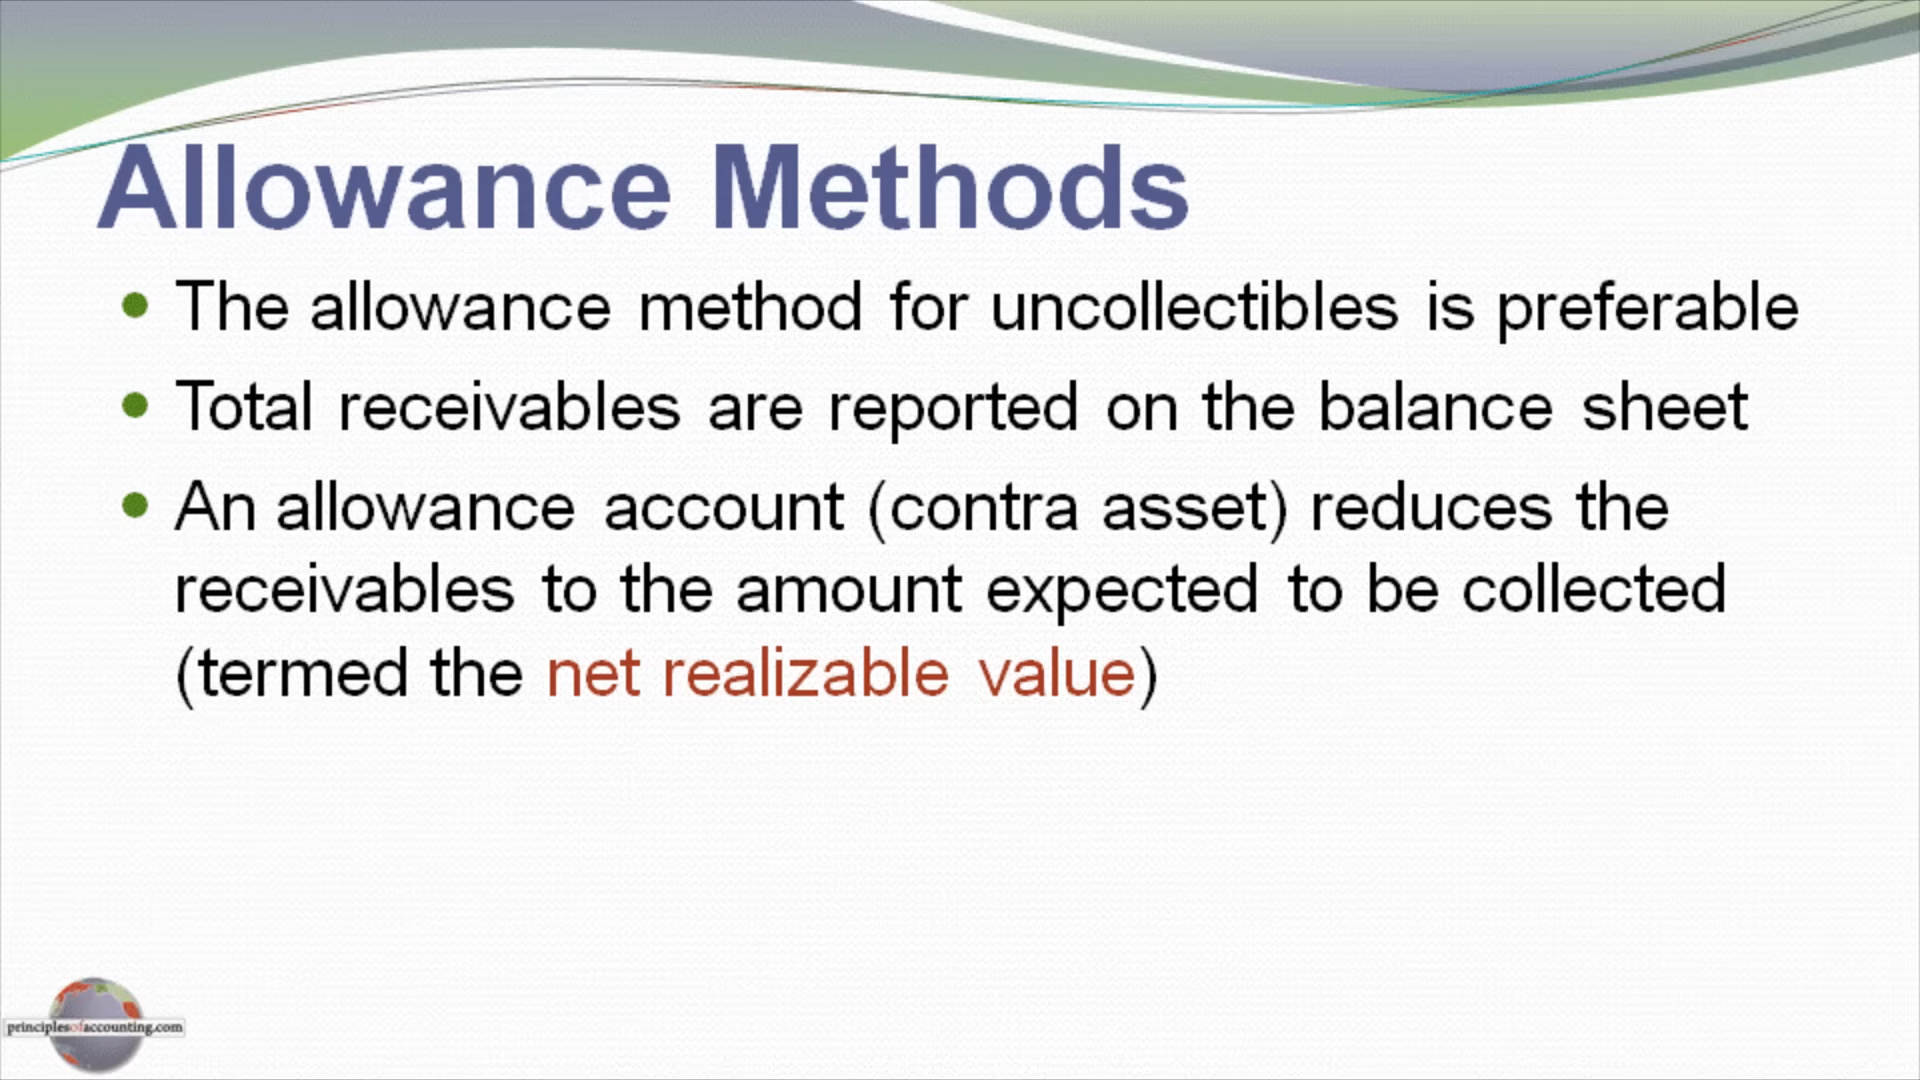 Allowance Methods
• The allowance method for uncollectibles is preferable
• Total receivables are reported on the balance sheet
• An allowance account (contra asset) reduces the
receivables to the amount expected to be collected
(termed the net realizable value)
principlesofaccounting.com